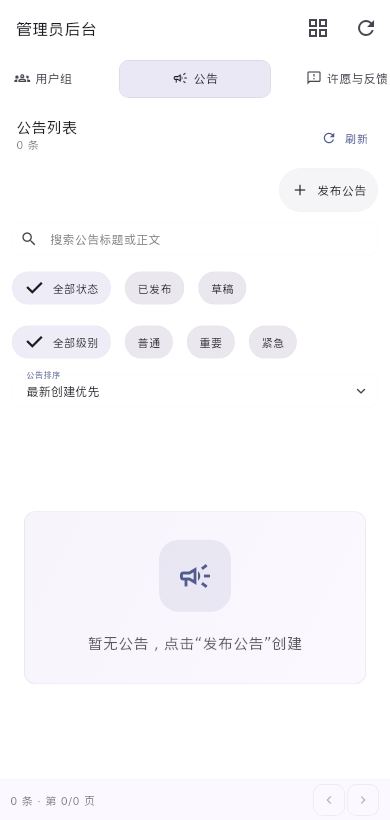 管理员后台
用户组
公告
许愿与反馈
公告列表
0 条
刷新
发布公告
搜索公告标题或正文
全部状态
已发布
草稿
全部级别
普通
重要
紧急
公告排序
最新创建优先
暂无公告，点击“发布公告”创建
0 条 · 第 0/0 页